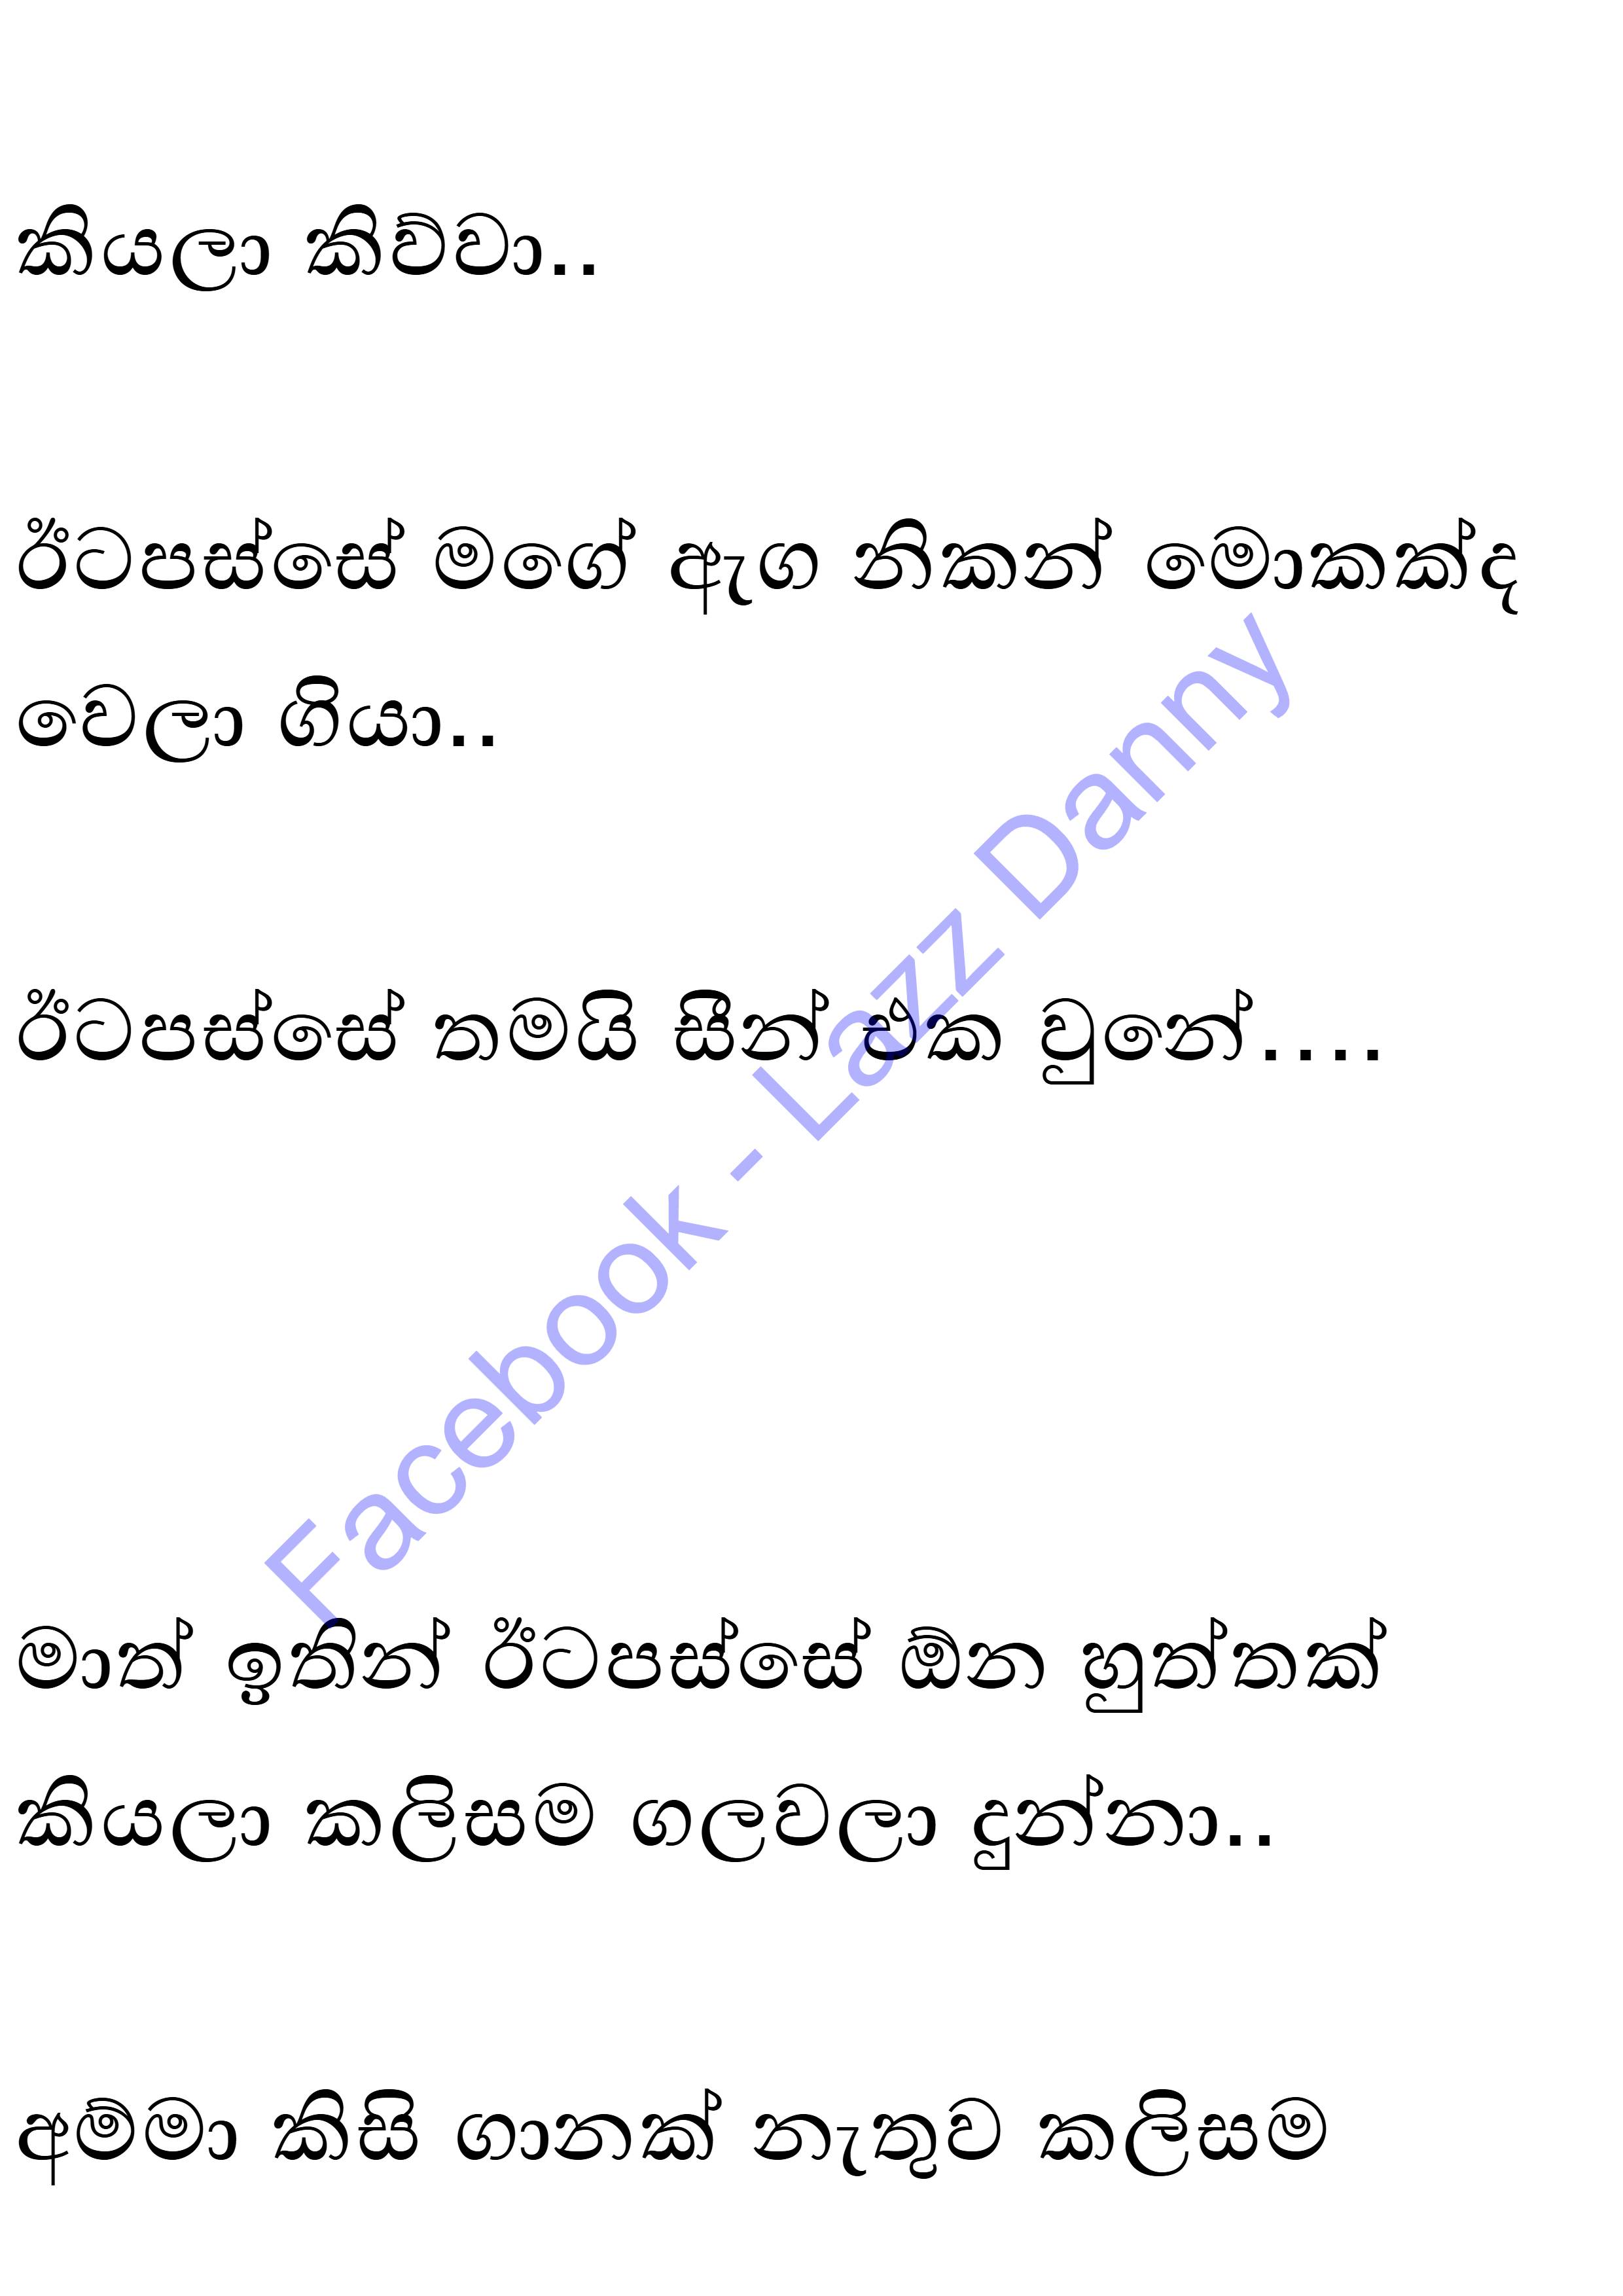 කියලා කිව්වා..
ඊටපස්සේ මගේ ඇග නිකන් මොකක්ද
වෙලා ගියා..
ඊටපස්සේ තමයි සීන් එක වුනේ....
මාත් ඉතින් ඊටපස්සේ ඕන හුත්තක්
කියලා කලිසම ගලවලා දුන්නා..
අම්මා කිසි ගානක් නැතුව කලිසම
Facebook - Lazz Danny